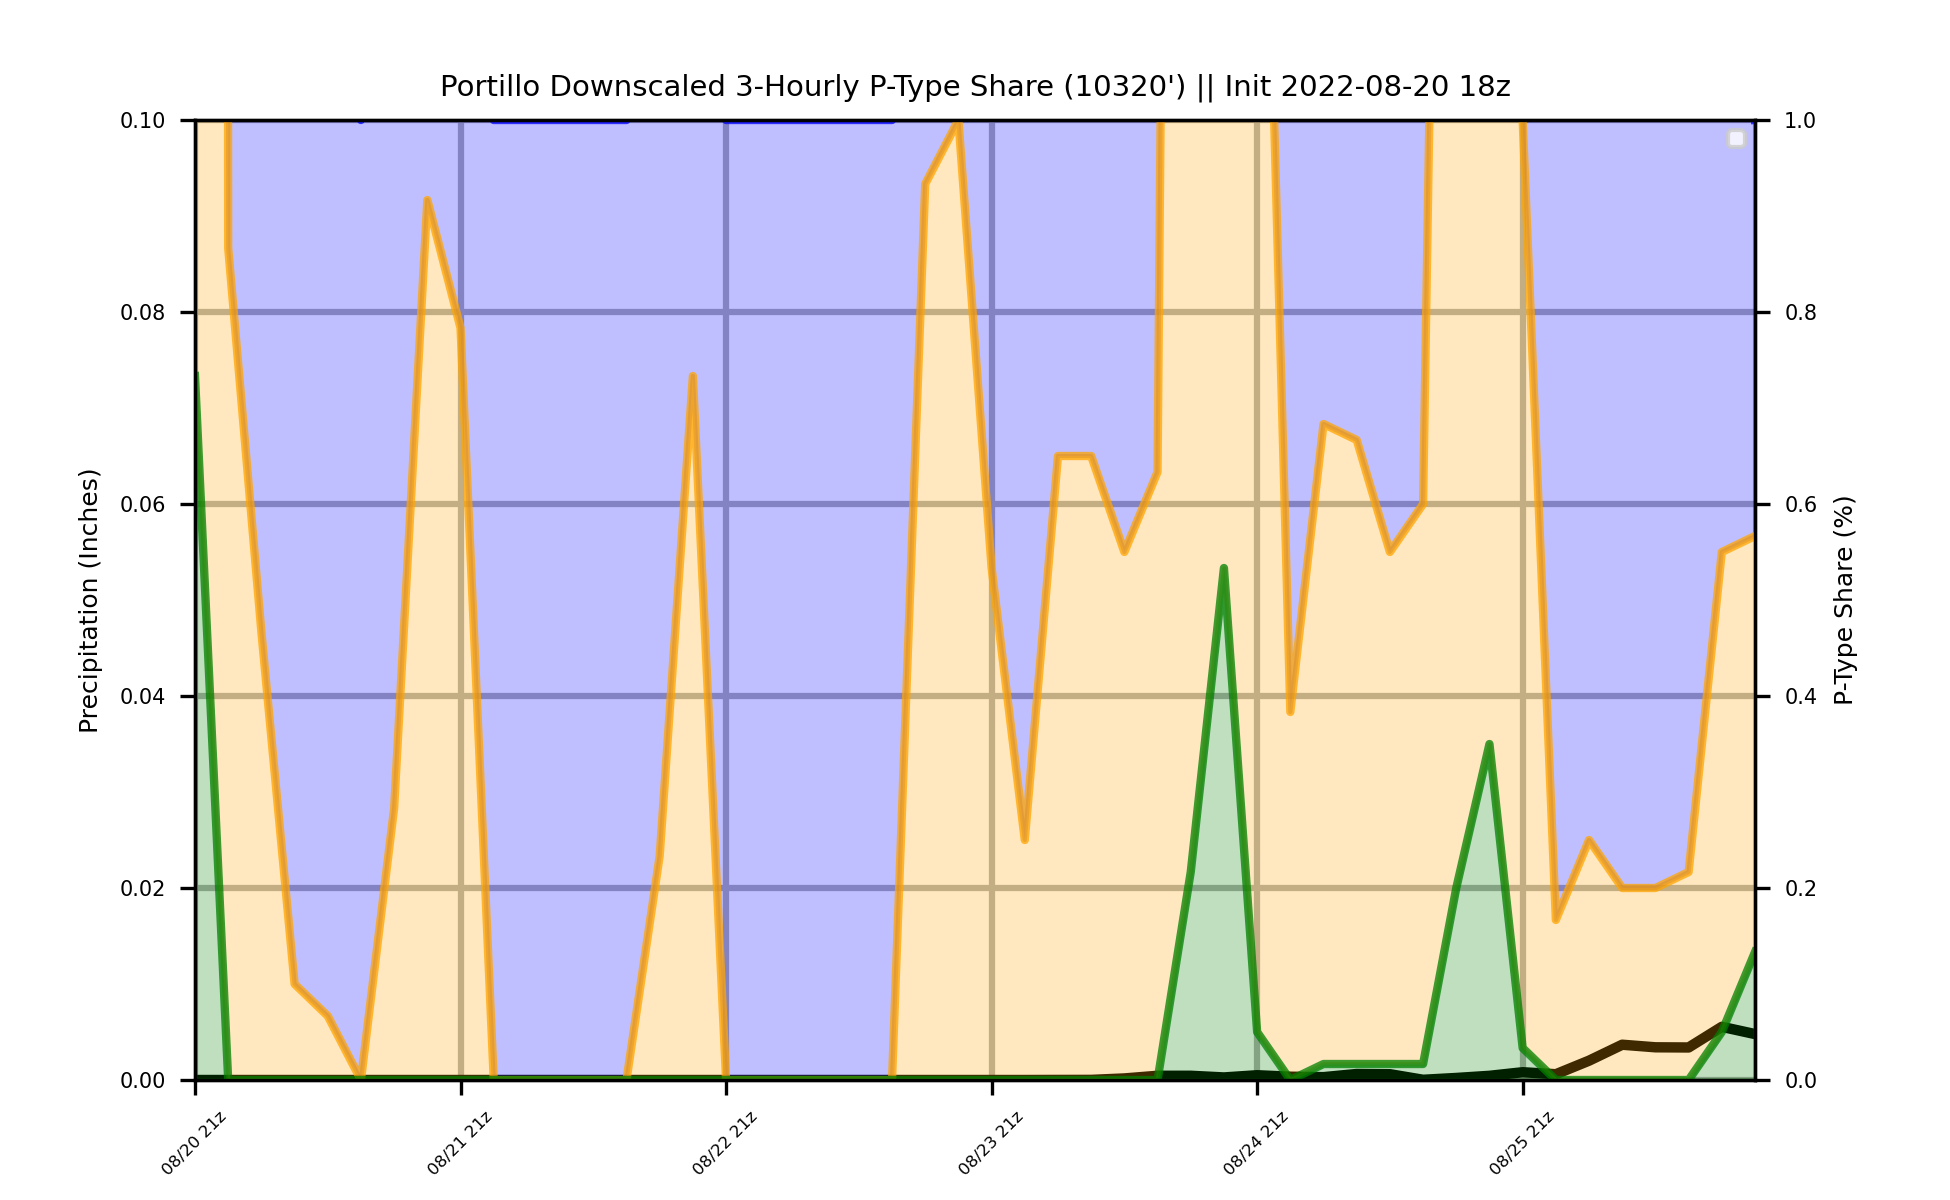 Portillo Downscaled 3-Hourly P-Type Share (10320') || Init 2022-08-20 18z
0.10
0.08
0.06
0.04
0.02
0.00
Precipitation (Inches)
1.0
0.8
0.6
0.4
0.2
0.0
P-Type Share (%)
08/20 21z
08/21 21z
08/22 21z
08/23 21z
08/24 21z
08/25 21z